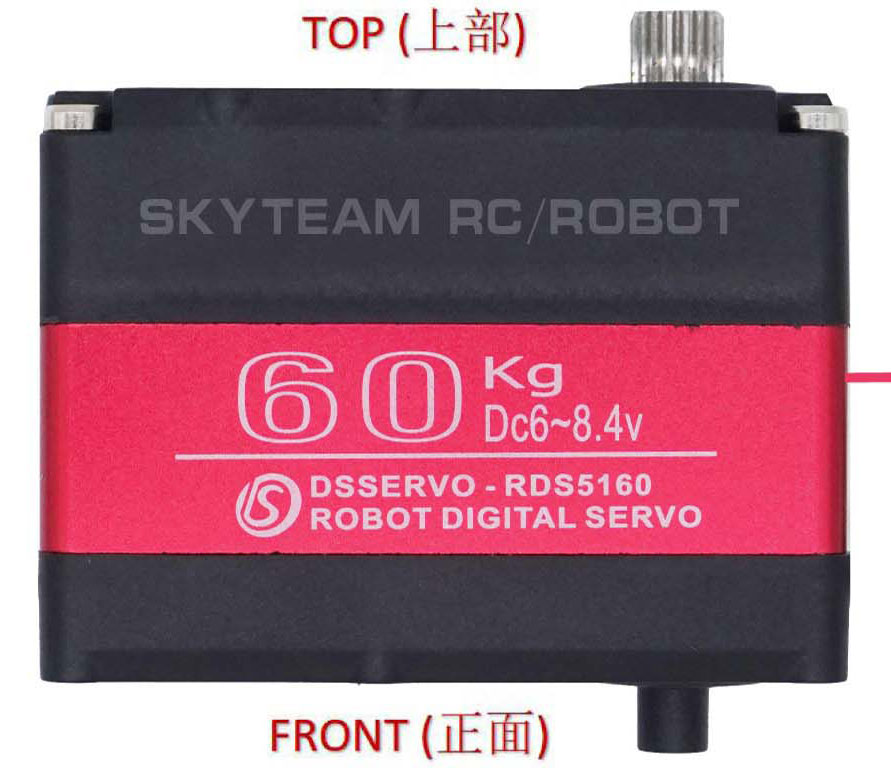 TOP (上部)
SKYTEAM RC/ROBOT
60 Kg
Dc6~8.4v
DSSERVO - RDS5160
ROBOT DIGITAL SERVO
FRONT (正面)